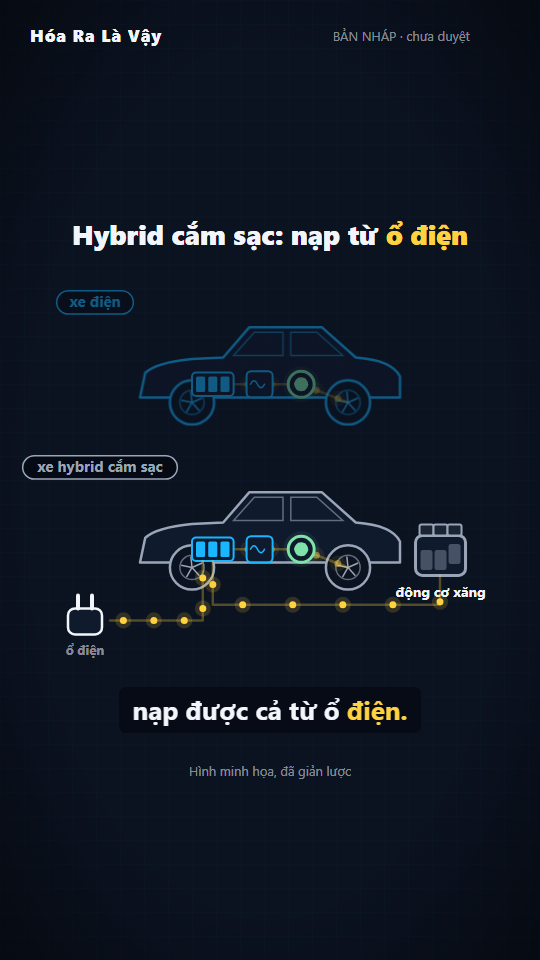 Hóa Ra Là Vậy
BẢN NHÁP · chưa duyệt
Hybrid cắm sạc: nạp từ ổ điện
xe điện
xe hybrid cắm sạc
động cơ xăng
ổ điện
nạp được cả từ ổ điện.
Hình minh họa, đã giản lược